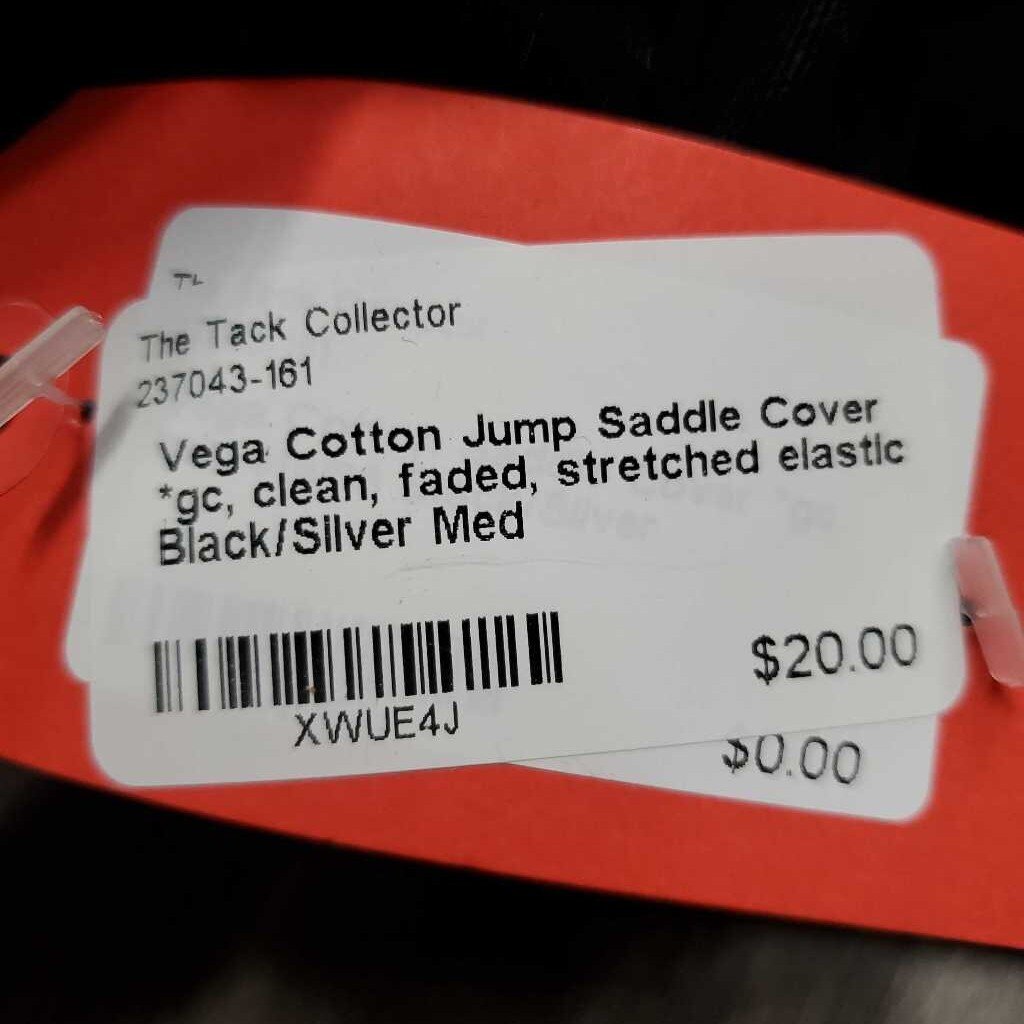 TL
The Tack Collector
237043-161
Vega Cotton Jump Saddle Cover
*gc, clean, faded, stretched elastic
Black/Silver Med
$20.00
XWUE4J
$0.00